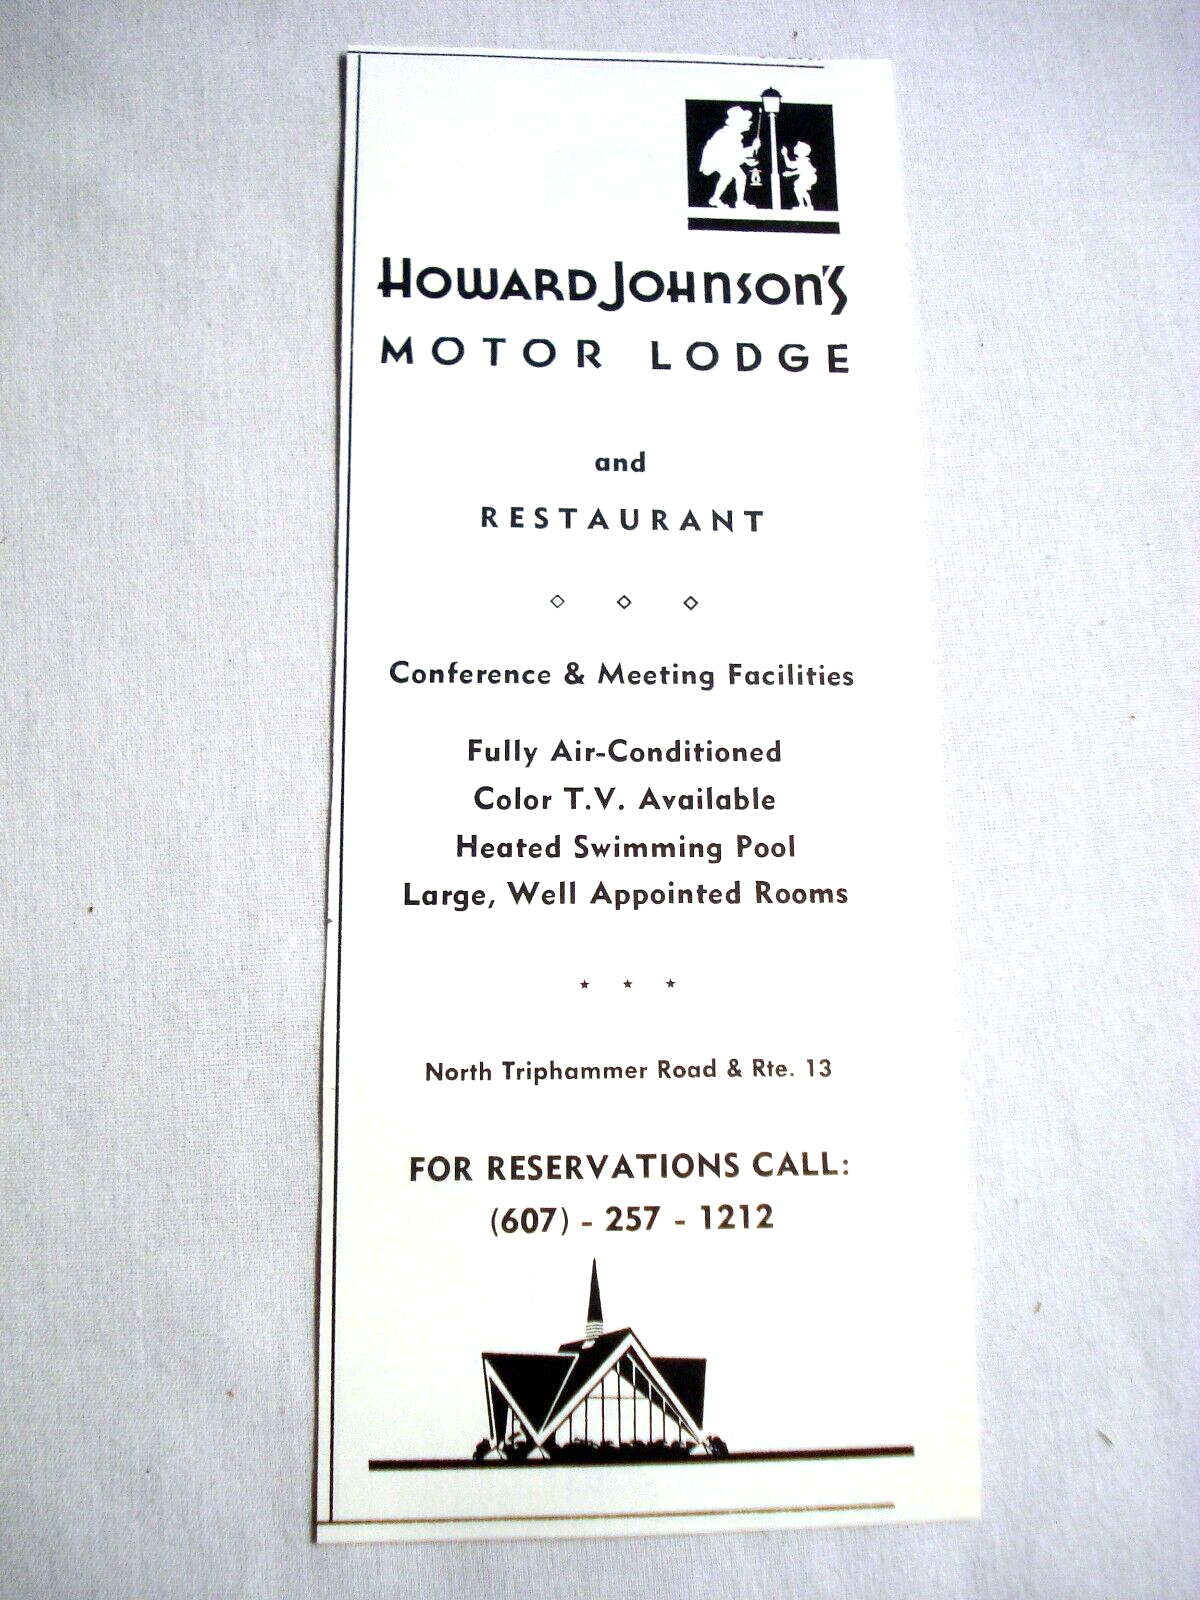 HOWARD JOHNSON'S
MOTOR LODGE
and
RESTAURANT
Conference & Meeting Facilities
Fully Air-Conditioned
Color T.V. Available
Heated Swimming Pool
Large, Well Appointed Rooms
North Triphammer Road & Rte. 13
FOR RESERVATIONS CALL:
(607) - 257 - 1212